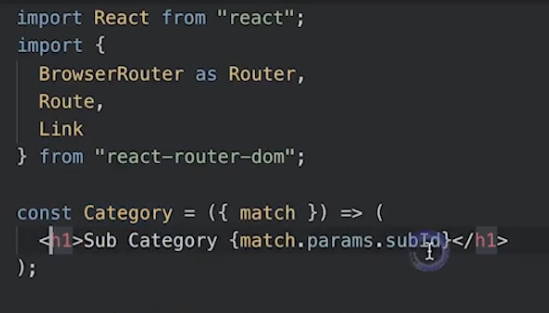 import React from "react";
import {
BrowserRouter as Router,
Route,
Link
} from "react-router-dom";
const Category = ({ match }) => (
<h1>Sub Category {match.params.subId}</h1>
);